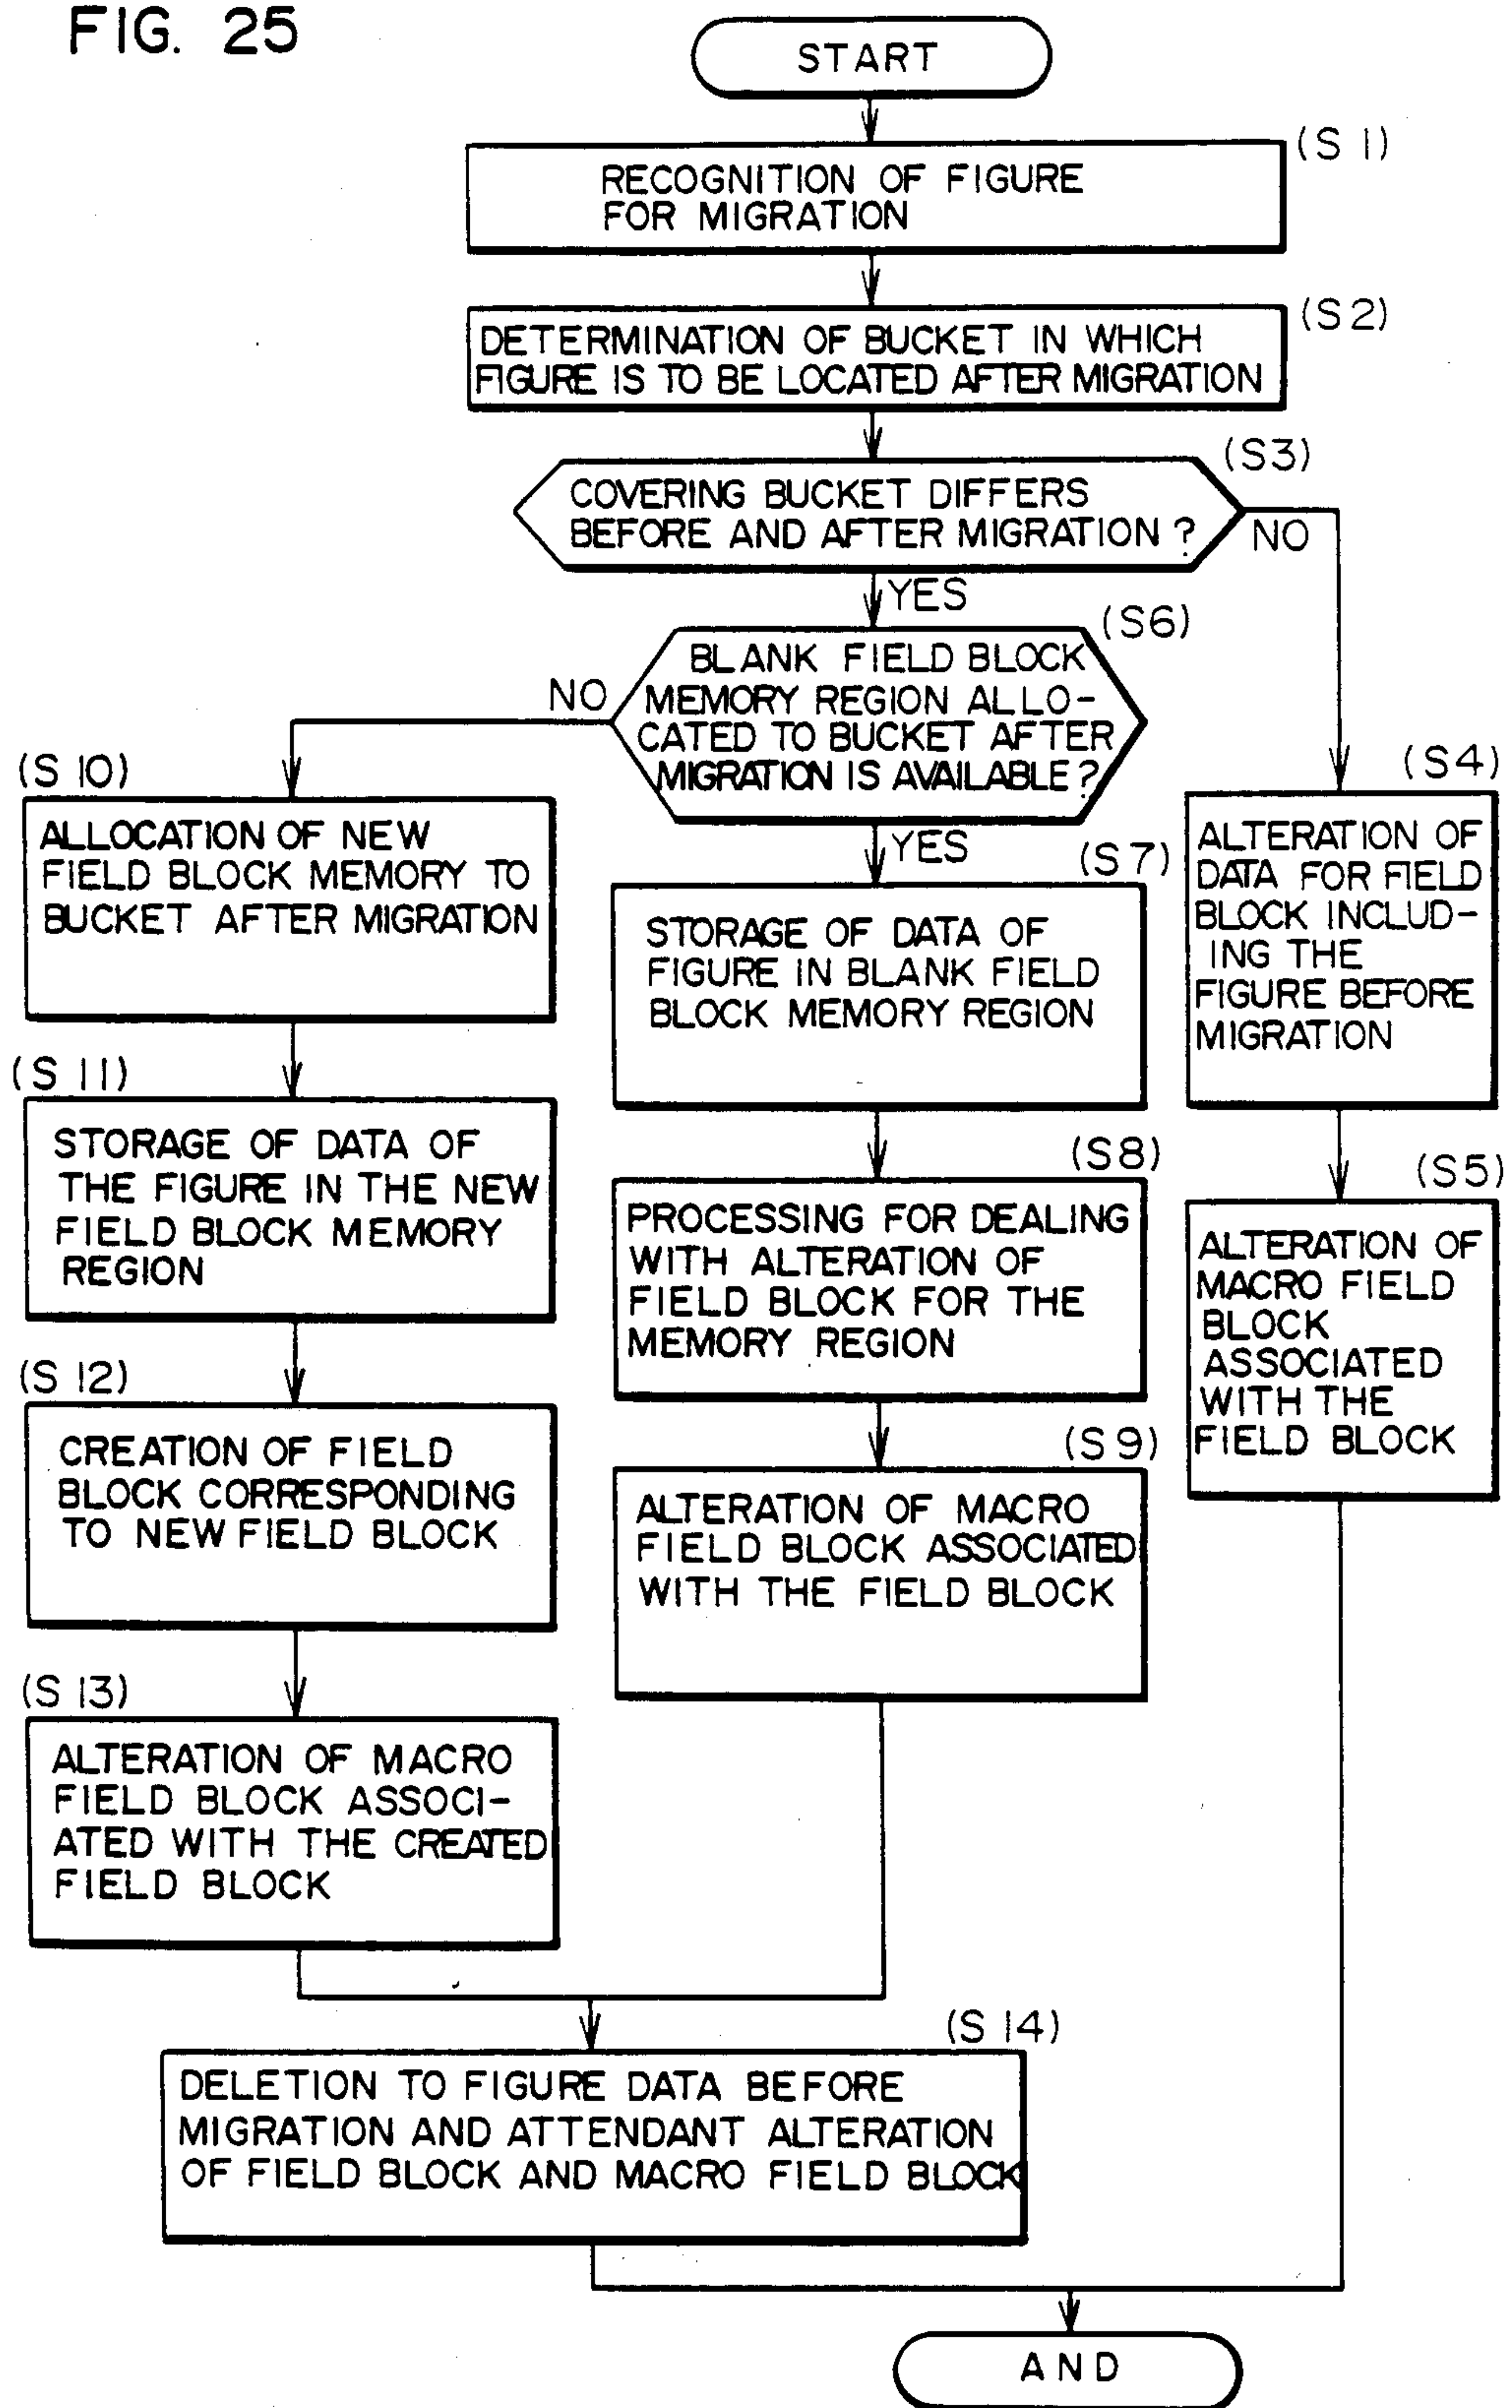 FIG. 25
START
(S 1)
RECOGNITION OF FIGURE
FOR MIGRATION
(S2)
DETERMINATION OF BUCKET IN WHICH
FIGURE IS TO BE LOCATED AFTER MIGRATION
(S3)
COVERING BUCKET DIFFERS
BEFORE AND AFTER MIGRATION ?
NO
YES
(S6)
BLANK FIELD BLOCK
MEMORY REGION ALLO-
CATED TO BUCKET AFTER
MIGRATION IS AVAILABLE ?
NO
YES
(S 10)
ALLOCATION OF NEW
FIELD BLOCK MEMORY TO
BUCKET AFTER MIGRATION
(S 11)
STORAGE OF DATA OF
THE FIGURE IN THE NEW
FIELD BLOCK MEMORY
REGION
(S 12)
CREATION OF FIELD
BLOCK CORRESPONDING
TO NEW FIELD BLOCK
(S 13)
ALTERATION OF MACRO
FIELD BLOCK ASSOCI-
ATED WITH THE CREATED
FIELD BLOCK
(S 7)
STORAGE OF DATA OF
FIGURE IN BLANK FIELD
BLOCK MEMORY REGION
(S8)
PROCESSING FOR DEALING
WITH ALTERATION OF
FIELD BLOCK FOR THE
MEMORY REGION
(S 9)
ALTERATION OF MACRO
FIELD BLOCK ASSOCIATED
WITH THE FIELD BLOCK
(S4)
ALTERATION OF
DATA FOR FIELD
BLOCK INCLUD-
ING THE
FIGURE BEFORE
MIGRATION
(S5)
ALTERATION OF
MACRO FIELD
BLOCK
ASSOCIATED
WITH THE
FIELD BLOCK
(S 14)
DELETION TO FIGURE DATA BEFORE
MIGRATION AND ATTENDANT ALTERATION
OF FIELD BLOCK AND MACRO FIELD BLOCK
AND